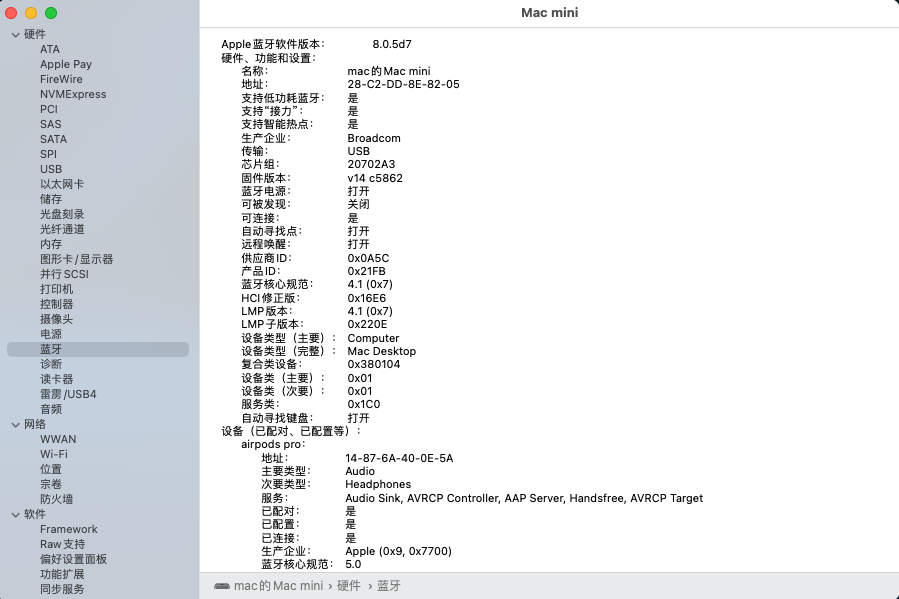 Mac mini
硬件
ATA
Apple Pay
FireWire
NVMExpress
PCI
SAS
SATA
SPI
USB
以太网卡
储存
光盘刻录
光纤通道
内存
图形卡/显示器
并行SCSI
打印机
控制器
摄像头
电源
蓝牙
诊断
读卡器
雷雳/USB4
音频
网络
WWAN
Wi-Fi
位置
宗卷
防火墙
软件
Framework
Raw支持
偏好设置面板
功能扩展
同步服务
Apple蓝牙软件版本： 8.0.5d7
硬件、功能和设置：
名称： mac的Mac mini
地址： 28-C2-DD-8E-82-05
支持低功耗蓝牙： 是
支持“接力”： 是
支持智能热点： 是
生产企业： Broadcom
传输： USB
芯片组： 20702A3
固件版本： v14 c5862
蓝牙电源： 打开
可被发现： 关闭
可连接： 是
自动寻找点： 打开
远程唤醒： 打开
供应商ID： 0x0A5C
产品ID： 0x21FB
蓝牙核心规范： 4.1 (0x7)
HCI修正版： 0x16E6
LMP版本： 4.1 (0x7)
LMP子版本： 0x220E
设备类型（主要）： Computer
设备类型（完整）： Mac Desktop
复合类设备： 0x380104
设备类（主要）： 0x01
设备类（次要）： 0x01
服务类： 0x1C0
自动寻找键盘： 打开
设备（已配对、已配置等）：
airpods pro：
地址： 14-87-6A-40-0E-5A
主要类型： Audio
次要类型： Headphones
服务： Audio Sink, AVRCP Controller, AAP Server, Handsfree, AVRCP Target
已配对： 是
已配置： 是
已连接： 是
生产企业： Apple (0x9, 0x7700)
蓝牙核心规范： 5.0
mac的Mac mini › 硬件 › 蓝牙